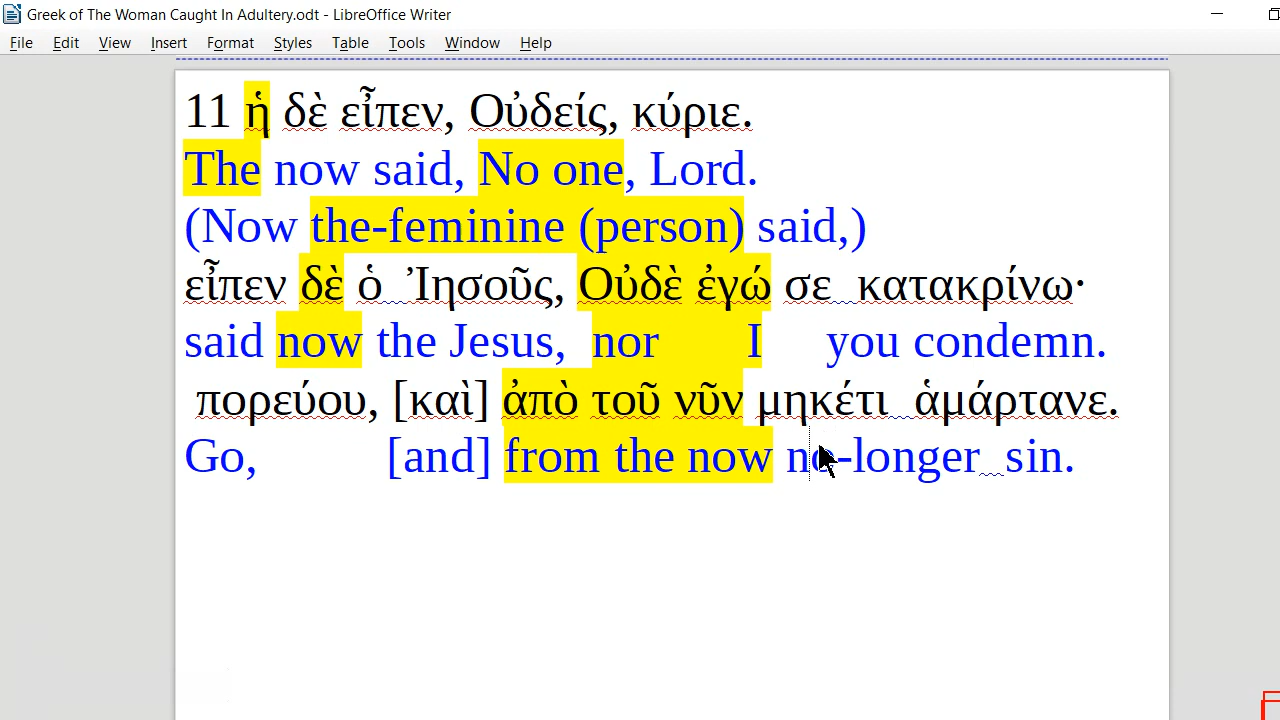 Greek of The Woman Caught In Adultery.odt - LibreOffice Writer
File Edit View Insert Format Styles Table Tools Window Help
11 ἡ δὲ εἶπεν, Οὐδείς, κύριε.
The now said, No one, Lord.
(Now the-feminine (person) said,)
εἶπεν δὲ ὁ Ἰησοῦς, Οὐδὲ ἐγώ σε κατακρίνω·
said now the Jesus, nor I you condemn.
πορεύου, [καὶ] ἀπὸ τοῦ νῦν μηκέτι ἁμάρτανε.
Go, [and] from the now no-longer sin.